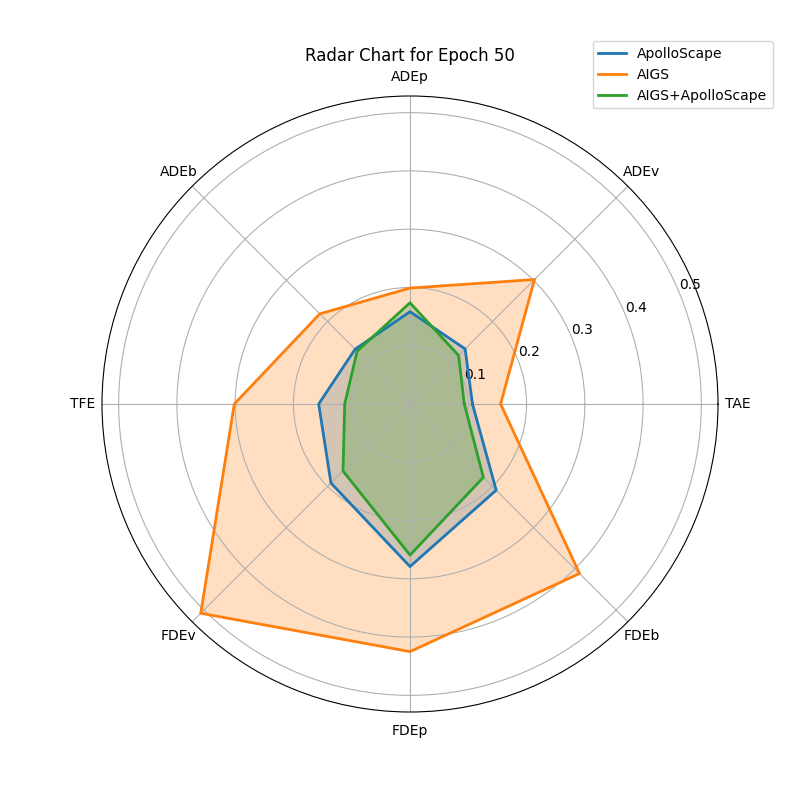 Radar Chart for Epoch 50
ApolloScape
AIGS
AIGS+ApolloScape
ADEp
ADEb
ADEv
0.5
0.4
0.3
0.2
0.1
TFE
TAE
FDEv
FDEb
FDEp